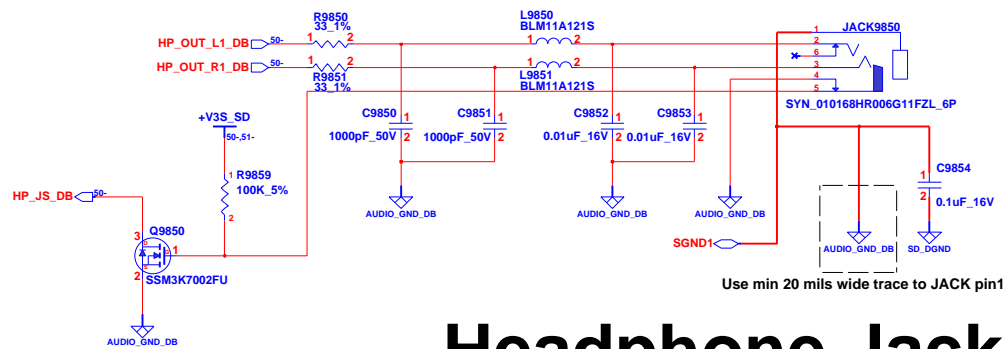 R9850
33_1%
HP_OUT_L1_DB
50-
1
2
L9850
BLM11A121S
1
2
JACK9850
1
2
6
3
4
5
SYN_010168HR006G11FZL_6P
HP_OUT_R1_DB
50-
1
2
R9851
33_1%
1
2
L9851
BLM11A121S
C9850
1
1000pF_50V
2
C9851
1
1000pF_50V
2
C9852
1
0.01uF_16V
2
C9853
1
0.01uF_16V
2
+V3S_SD
50-,51-
1
R9859
100K_5%
2
HP_JS_DB
50-
Q9850
3
D
G
1
S
2
SSM3K7002FU
AUDIO_GND_DB
AUDIO_GND_DB
AUDIO_GND_DB
AUDIO_GND_DB
SGND1
C9854
1
2
0.1uF_16V
AUDIO_GND_DB
SD_DGND
Use min 20 mils wide trace to JACK pin1
Headphone Jack